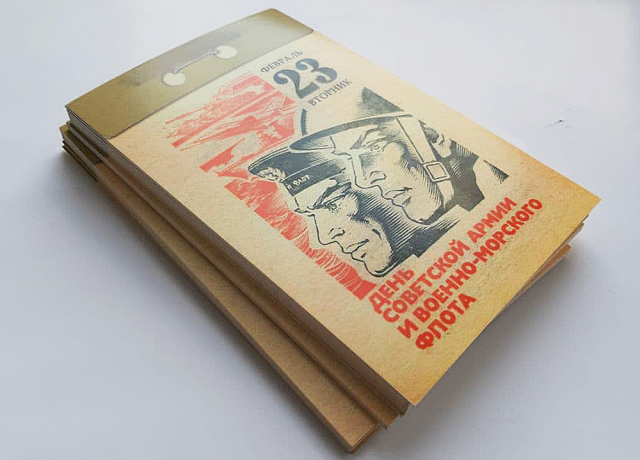 ФЕВРАЛЬ
23
ВТОРНИК
ФЛОТ
ДЕНЬ
СОВЕТСКОЙ АРМИИ
И ВОЕННО-МОРСКОГО
ФЛОТА